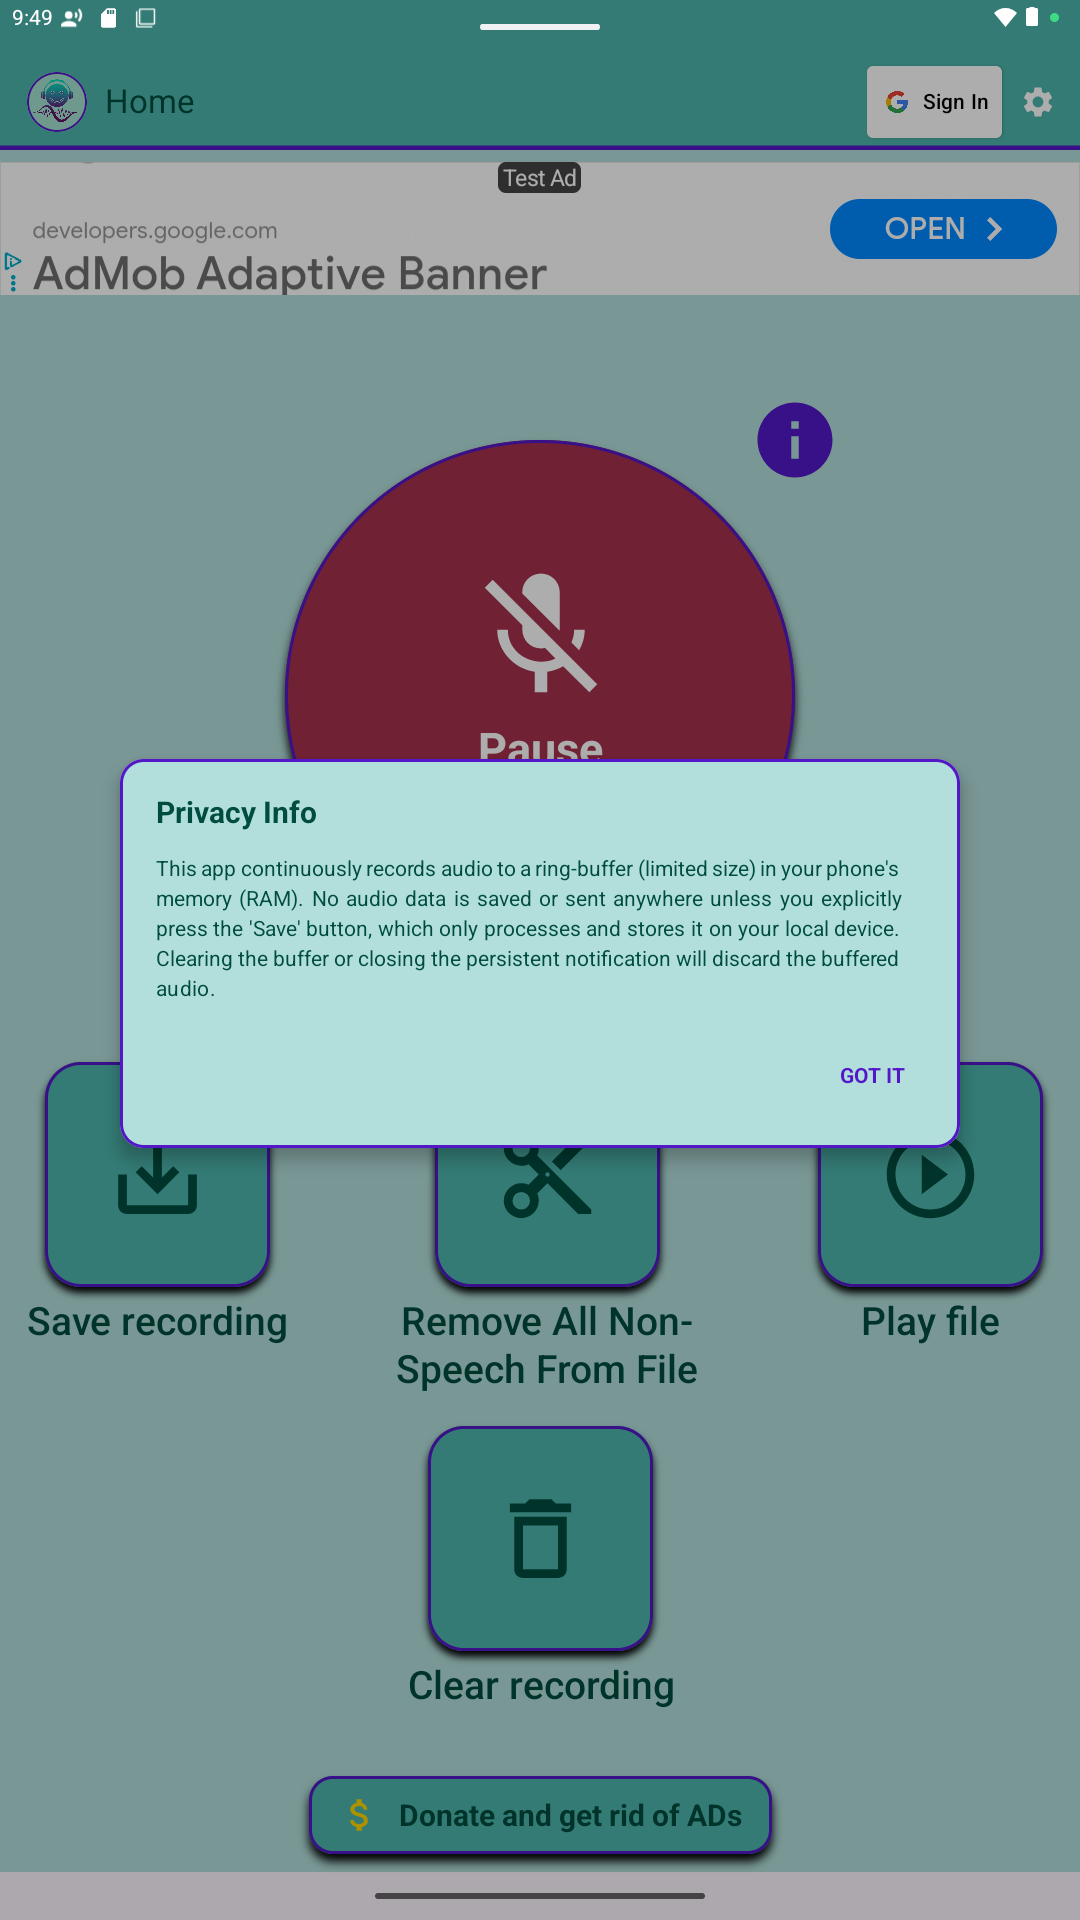 9:49
Home
Sign In
Test Ad
developers.google.com
OPEN
AdMob Adaptive Banner
Pause
Privacy Info
This app continuously records audio to a ring-buffer (limited size) in your phone's
memory (RAM). No audio data is saved or sent anywhere unless you explicitly
press the 'Save' button, which only processes and stores it on your local device.
Clearing the buffer or closing the persistent notification will discard the buffered
audio.
GOT IT
Save recording
Remove All Non-
Speech From File
Play file
Clear recording
Donate and get rid of ADs